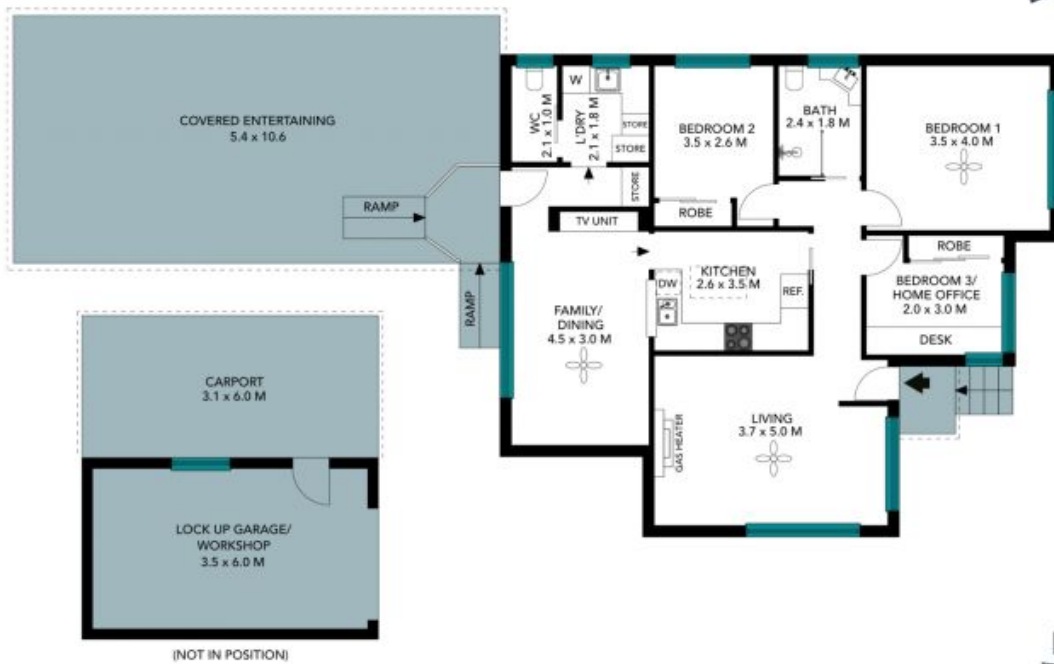 COVERED ENTERTAINING
5.4 x 10.6
RAMP
RAMP
WC
2.1 x 1.0 M
W
L'DRY
2.1 x 1.8 M
STORE
STORE
STORE
BEDROOM 2
3.5 x 2.6 M
ROBE
BATH
2.4 x 1.8 M
BEDROOM 1
3.5 x 4.0 M
TV UNIT
KITCHEN
2.6 x 3.5 M
DW
REF.
ROBE
BEDROOM 3/
HOME OFFICE
2.0 x 3.0 M
DESK
FAMILY/
DINING
4.5 x 3.0 M
LIVING
3.7 x 5.0 M
GAS HEATER
CARPORT
3.1 x 6.0 M
LOCK UP GARAGE/
WORKSHOP
3.5 x 6.0 M
(NOT IN POSITION)